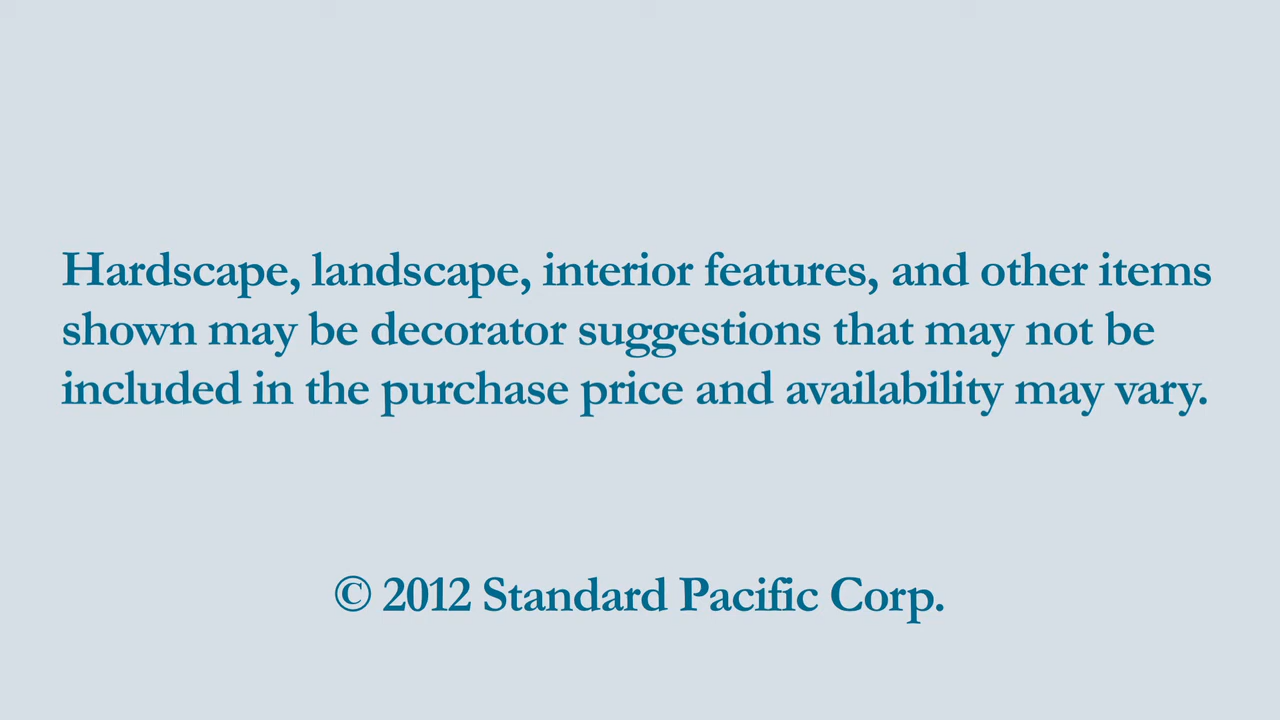 Hardscape, landscape, interior features, and other items
shown may be decorator suggestions that may not be
included in the purchase price and availability may vary.
© 2012 Standard Pacific Corp.